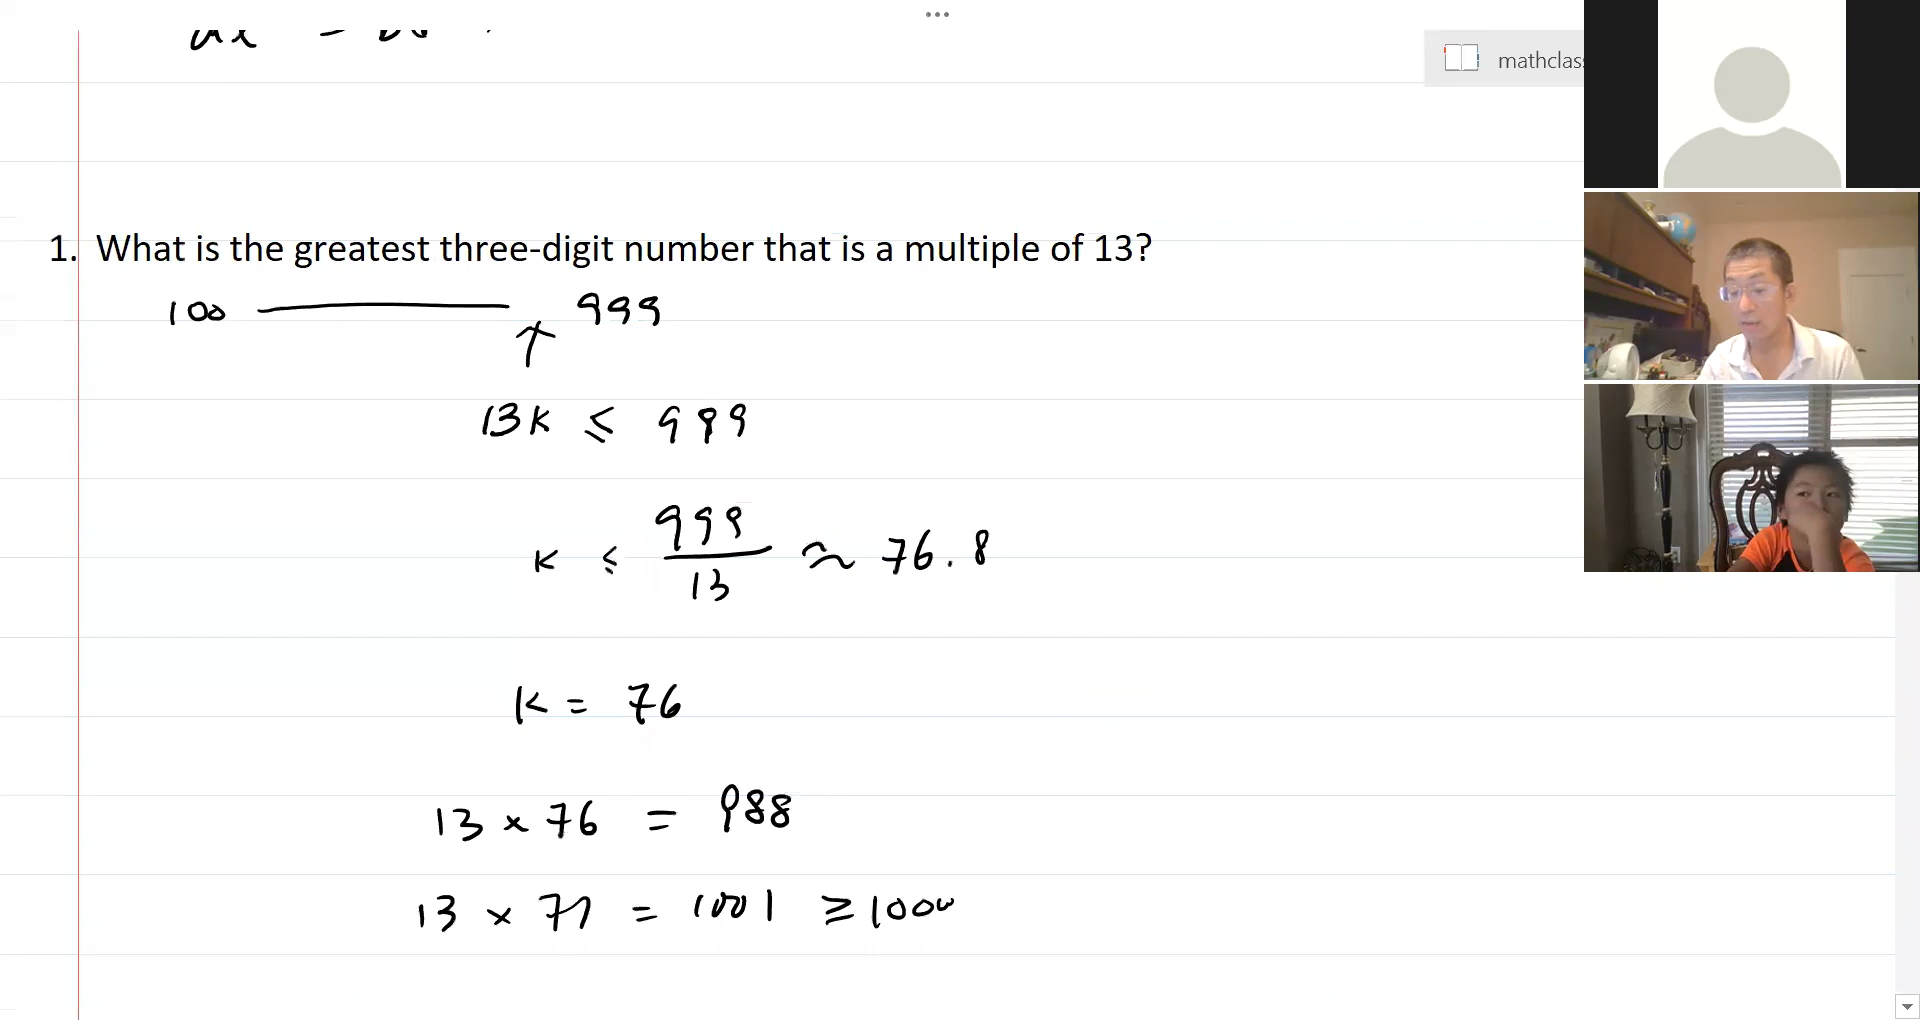 mathclas
1. What is the greatest three-digit number that is a multiple of 13?
100 999
13k ≤ 999
k ≤ 999/13 ≈ 76.8
k = 76
13 × 76 = 988
13 × 77 = 1001 ≥ 1000